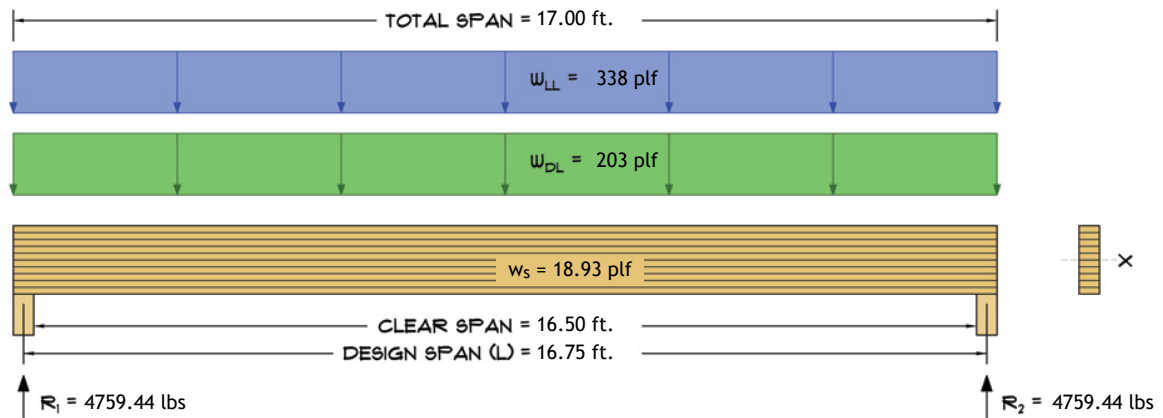 TOTAL SPAN = 17.00 ft.
WLL = 338 plf
WDL = 203 plf
ws = 18.93 plf
X
CLEAR SPAN = 16.50 ft.
DESIGN SPAN (L) = 16.75 ft.
R1 = 4759.44 lbs
R2 = 4759.44 lbs